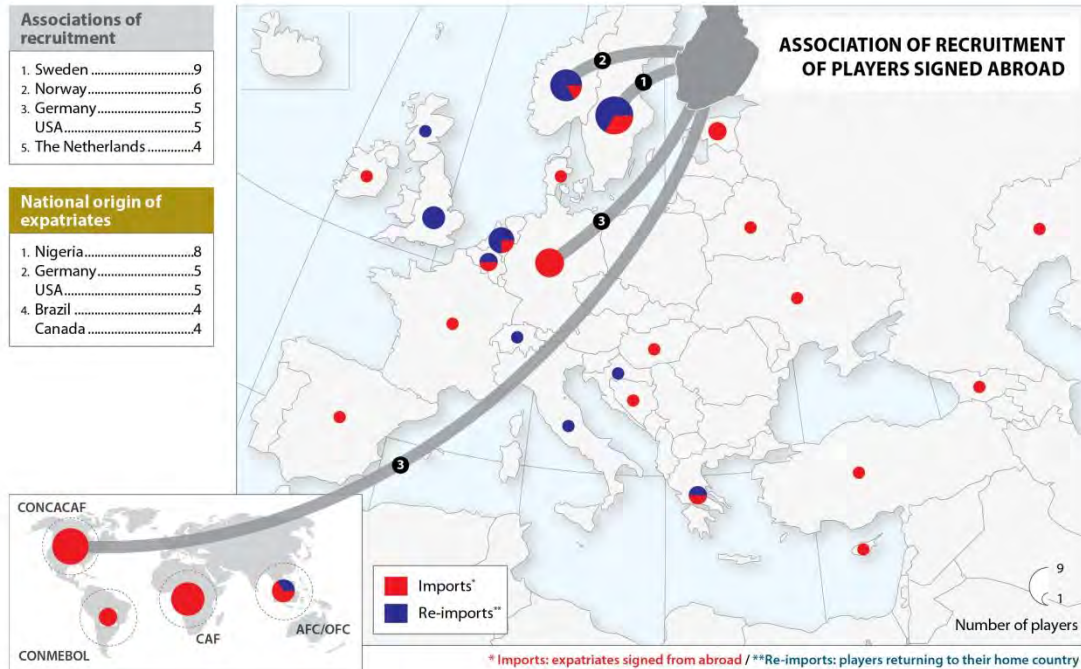 Associations of
recruitment
1. Sweden ..........................9
2. Norway ..........................6
3. Germany ........................5
USA ................................5
5. The Netherlands ............4
National origin of
expatriates
1. Nigeria ..........................8
2. Germany ........................5
USA ................................5
4. Brazil ..............................4
Canada ..........................4
ASSOCIATION OF RECRUITMENT
OF PLAYERS SIGNED ABROAD
2
1
3
3
CONCACAF
CONMEBOL
CAF
AFC/OFC
Imports*
Re-imports**
9
1
Number of players
* Imports: expatriates signed from abroad / **Re-imports: players returning to their home country